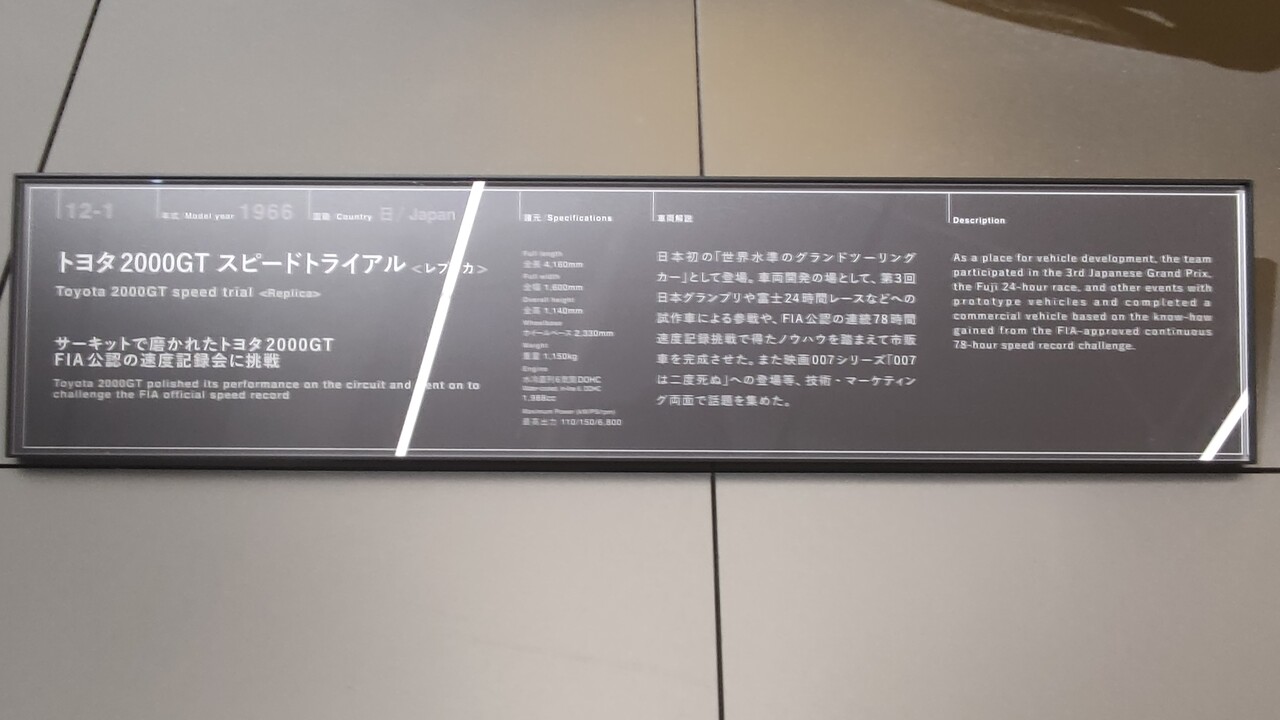 12-1
年式 Model year 1966
国籍 / Country 日 / Japan
トヨタ2000GT スピードトライアル <レプリカ>
Toyota 2000GT speed trial <Replica>
サーキットで磨かれたトヨタ2000GT
FIA公認の速度記録会に挑戦
Toyota 2000GT polished its performance on the circuit and went on to
challenge the FIA official speed record
諸元/Specifications
Full length
全長 4,180mm
Full width
全幅 1,600mm
Overall height
全高 1,140mm
Wheelbase
ホイールベース 2,330mm
Weight
重量 1,150kg
Engine
水冷直列6気筒DOHC
Water-cooled, in-line 6, DOHC
1,988cc
Maximum Power (kW/PS/rpm)
最高出力 110/150/6,600
車両解説
日本初の「世界水準のグランドツーリング
カー」として登場。車両開発の場として、第3回
日本グランプリや富士24時間レースなどへの
試作車による参戦や、FIA公認の連続78時間
速度記録挑戦で得たノウハウを踏まえて市販
車を完成させた。また映画007シリーズ「007
は二度死ぬ」への登場等、技術・マーケティン
グ両面で話題を集めた。
Description
As a place for vehicle development, the team
participated in the 3rd Japanese Grand Prix,
the Fuji 24-hour race, and other events with
prototype vehicles and completed a
commercial vehicle based on the know-how
gained from the FIA-approved continuous
78-hour speed record challenge.